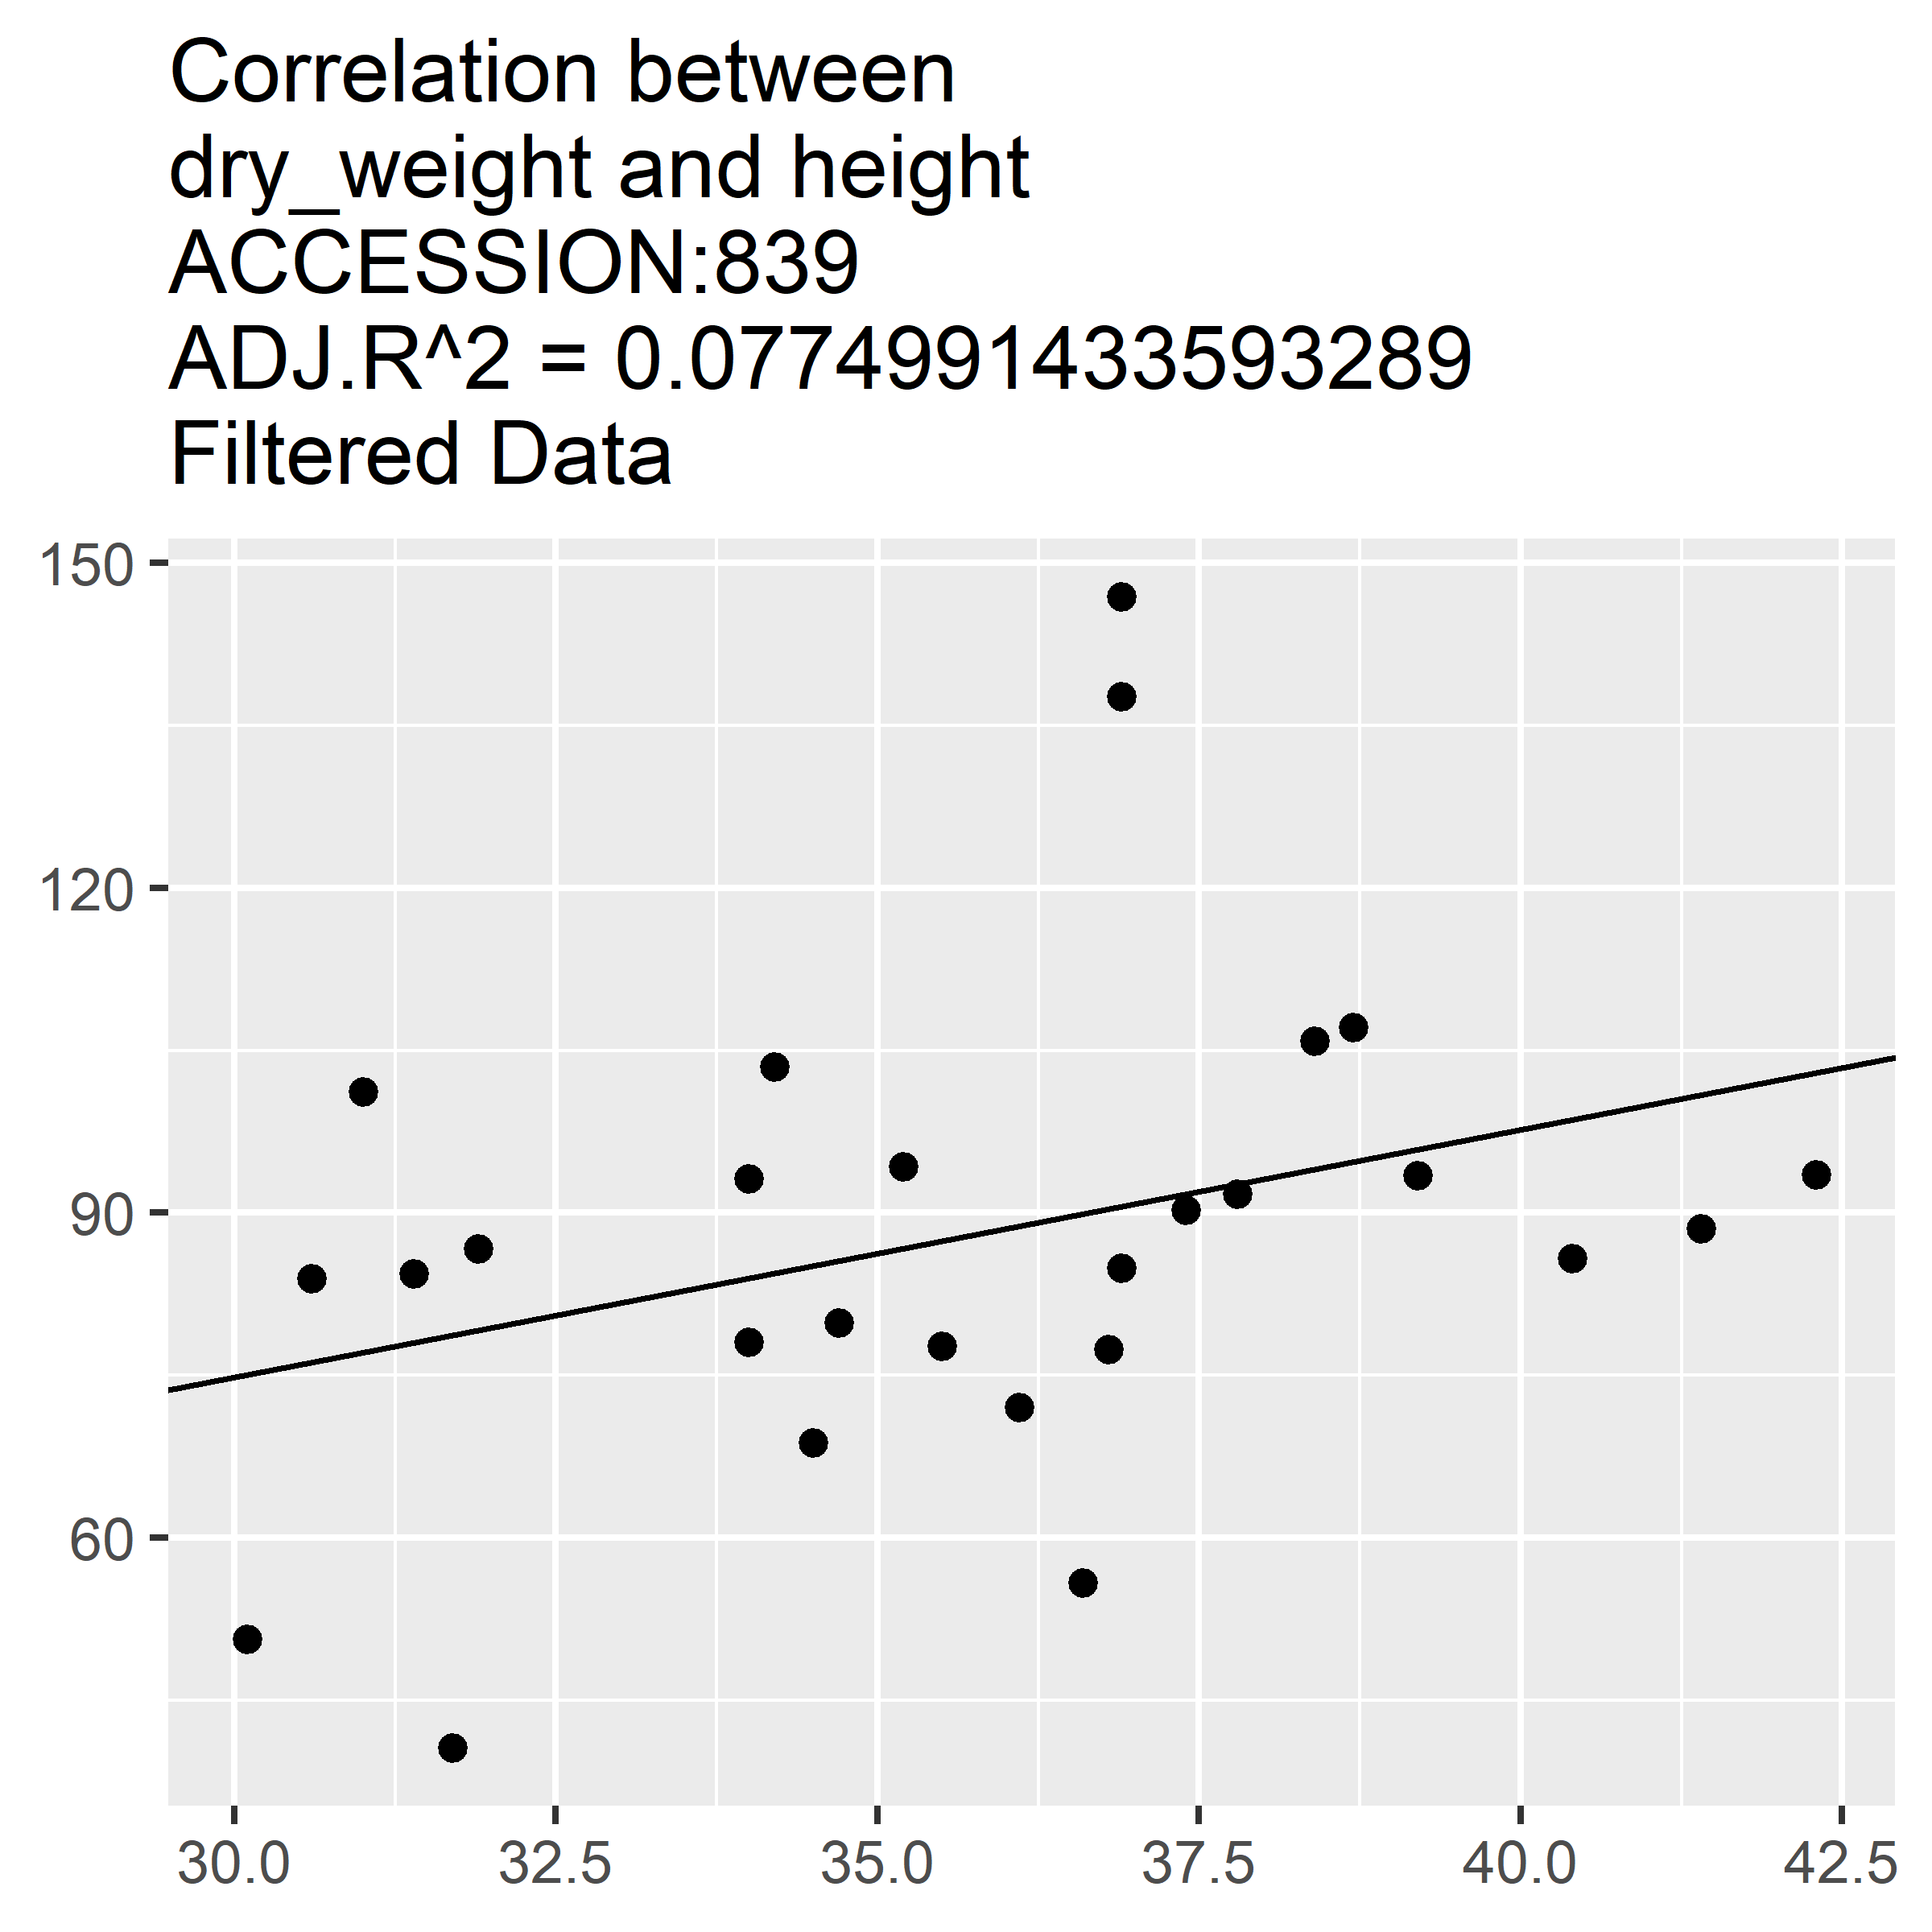 Correlation between
dry_weight and height
ACCESSION:839
ADJ.R^2 = 0.0774991433593289
Filtered Data
150
120
90
60
30.0 32.5 35.0 37.5 40.0 42.5